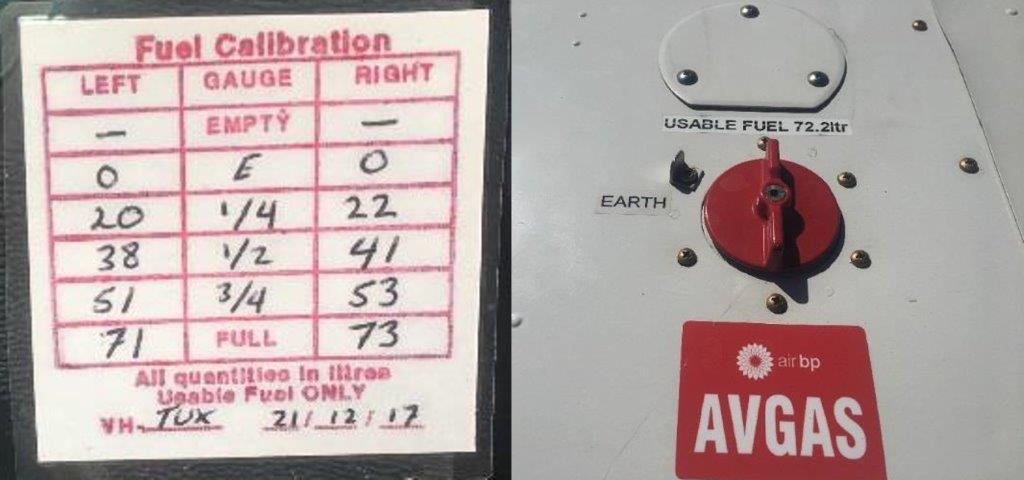 Fuel Calibration
LEFT GAUGE RIGHT
— EMPTY —
0 E 0
20 1/4 22
38 1/2 41
51 3/4 53
71 FULL 73
All quantities in litres
Usable Fuel ONLY
VH-TUX 21/12/17
USABLE FUEL 72.2ltr
EARTH
air bp
AVGAS